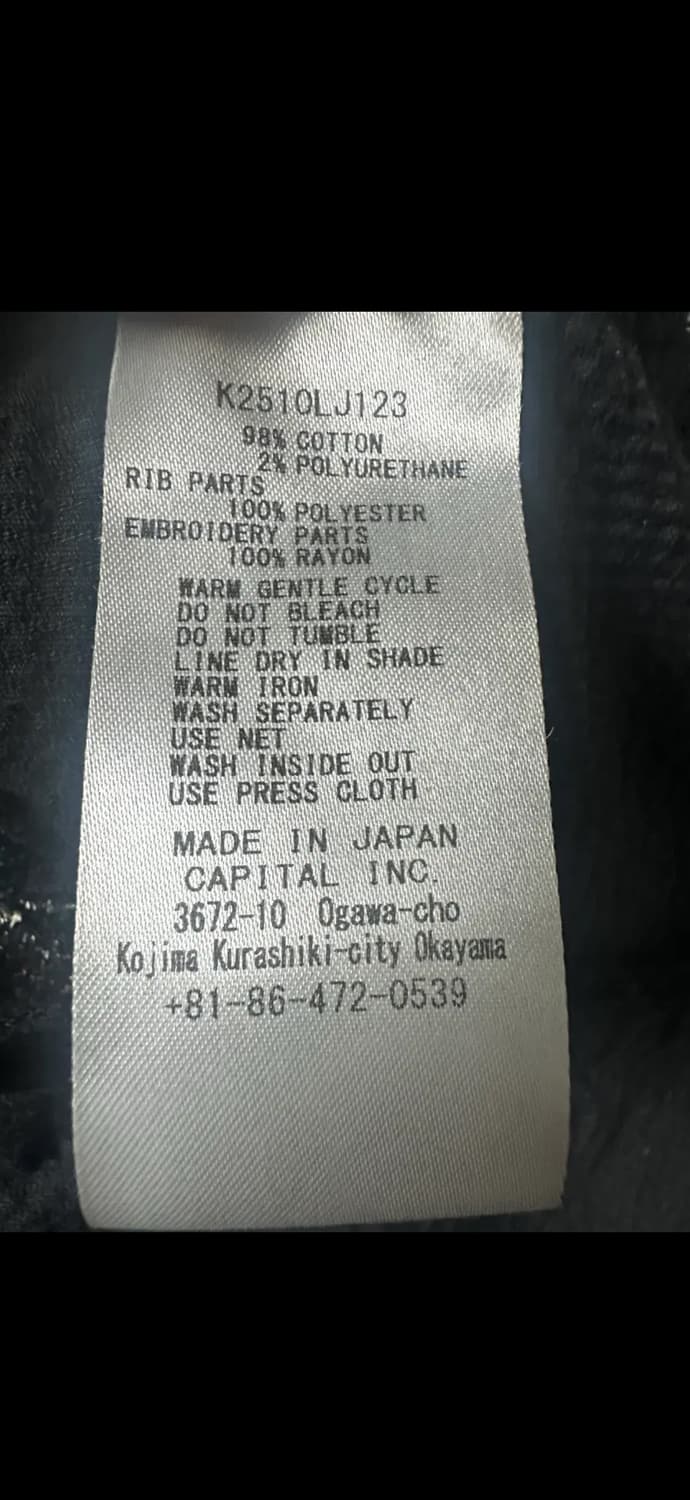 K2510LJ123
98% COTTON
2% POLYURETHANE
RIB PARTS
100% POLYESTER
EMBROIDERY PARTS
100% RAYON
WARM GENTLE CYCLE
DO NOT BLEACH
DO NOT TUMBLE
LINE DRY IN SHADE
WARM IRON
WASH SEPARATELY
USE NET
WASH INSIDE OUT
USE PRESS CLOTH
MADE IN JAPAN
CAPITAL INC.
3672-10 Ogawa-cho
Kojima Kurashiki-city Okayama
+81-86-472-0539